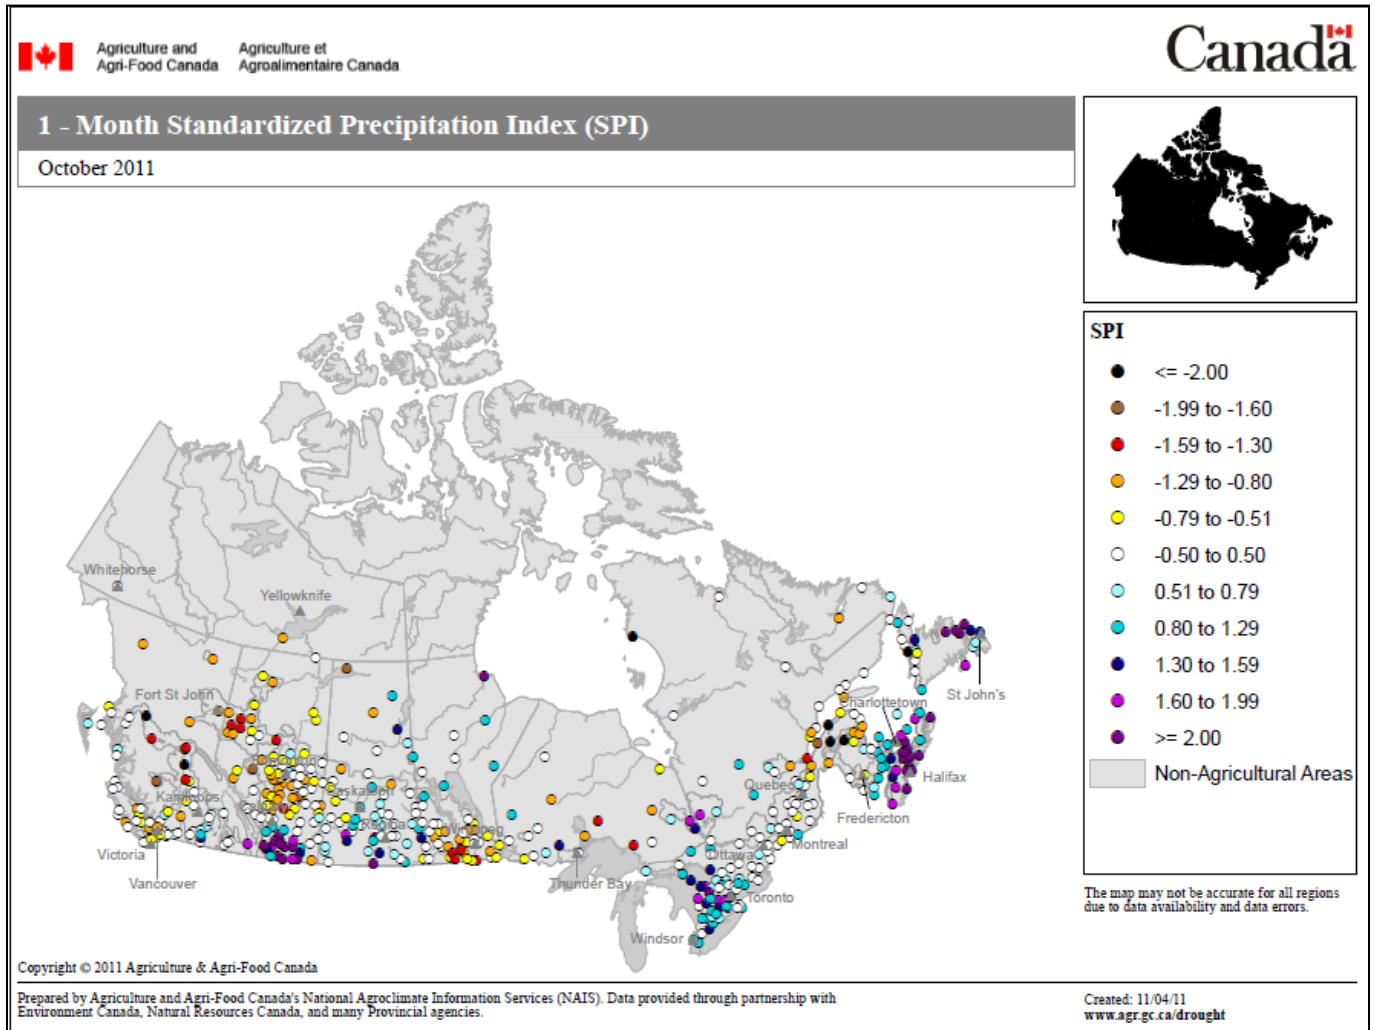 Agriculture and
Agri-Food Canada
Agriculture et
Agroalimentaire Canada
Canada
1 - Month Standardized Precipitation Index (SPI)
October 2011
Whitehorse
Yellowknife
Fort St John
Charlottetown
St John's
Halifax
Quebec
Kamloops
Saskatoon
Regina
Winnipeg
Fredericton
Montreal
Victoria
Ottawa
Vancouver
Thunder Bay
Toronto
Windsor
SPI
<= -2.00
-1.99 to -1.60
-1.59 to -1.30
-1.29 to -0.80
-0.79 to -0.51
-0.50 to 0.50
0.51 to 0.79
0.80 to 1.29
1.30 to 1.59
1.60 to 1.99
>= 2.00
Non-Agricultural Areas
The map may not be accurate for all regions
due to data availability and data errors.
Copyright © 2011 Agriculture & Agri-Food Canada
Prepared by Agriculture and Agri-Food Canada's National Agroclimate Information Services (NAIS). Data provided through partnership with
Environment Canada, Natural Resources Canada, and many Provincial agencies.
Created: 11/04/11
www.agr.gc.ca/drought